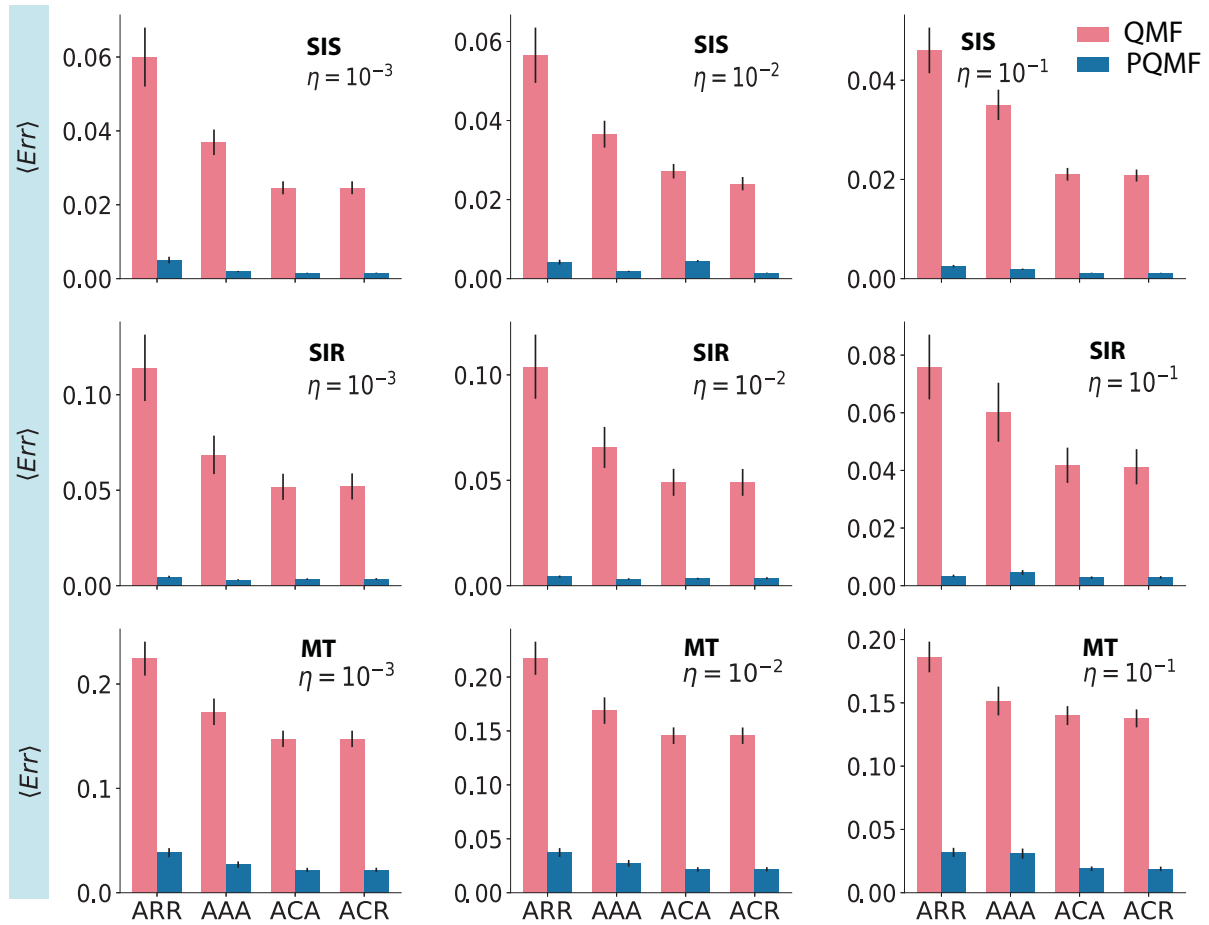 QMF
PQMF
⟨Err⟩
0.06
0.04
0.02
0.00
SIS
η = 10⁻³
0.06
0.04
0.02
0.00
SIS
η = 10⁻²
0.04
0.02
0.00
SIS
η = 10⁻¹
⟨Err⟩
0.10
0.05
0.00
SIR
η = 10⁻³
0.10
0.05
0.00
SIR
η = 10⁻²
0.08
0.06
0.04
0.02
0.00
SIR
η = 10⁻¹
⟨Err⟩
0.2
0.1
0.0
MT
η = 10⁻³
ARR AAA ACA ACR
0.20
0.15
0.10
0.05
0.00
MT
η = 10⁻²
ARR AAA ACA ACR
0.20
0.15
0.10
0.05
0.00
MT
η = 10⁻¹
ARR AAA ACA ACR